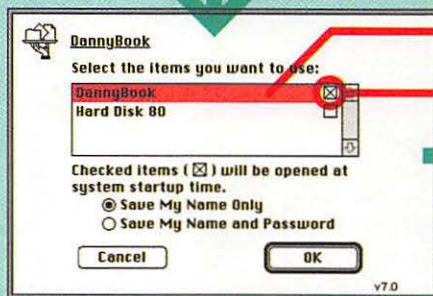 DannyBook
Select the items you want to use:
DannyBook
Hard Disk 80
Checked items ( ☒ ) will be opened at
system startup time.
Save My Name Only
Save My Name and Password
Cancel
OK
v7.0